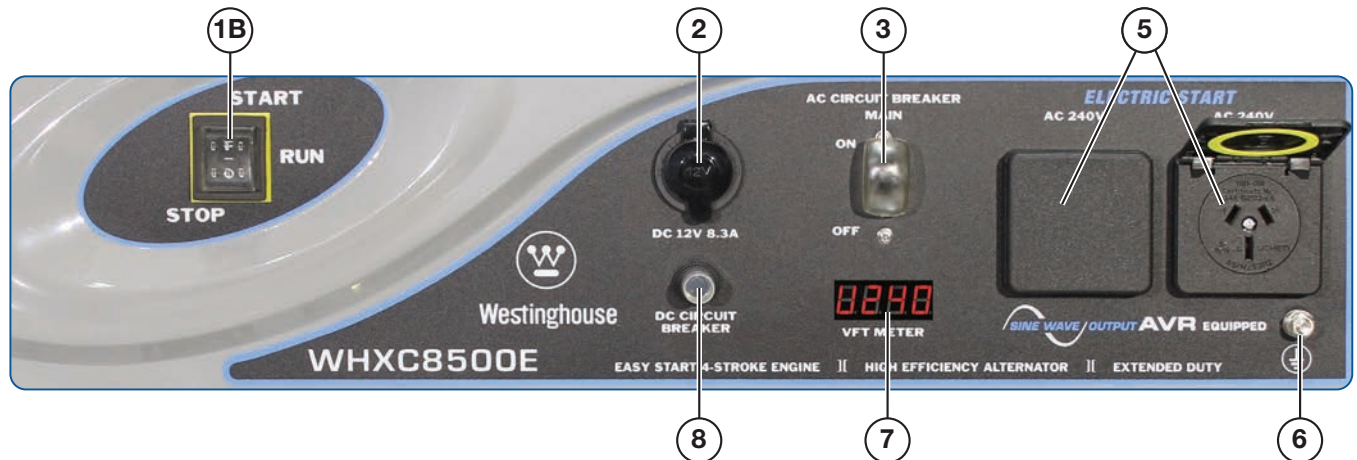 1B
2
3
5
START
RUN
STOP
12V
DC 12V 8.3A
AC CIRCUIT BREAKER
MAIN
ON
OFF
ELECTRIC START
AC 240V
AC 240V
Westinghouse
DC CIRCUIT
BREAKER
VFT METER
SINE WAVE/OUTPUT AVR EQUIPPED
WHXC8500E
EASY START 4-STROKE ENGINE ][ HIGH EFFICIENCY ALTERNATOR ][ EXTENDED DUTY
8
7
6